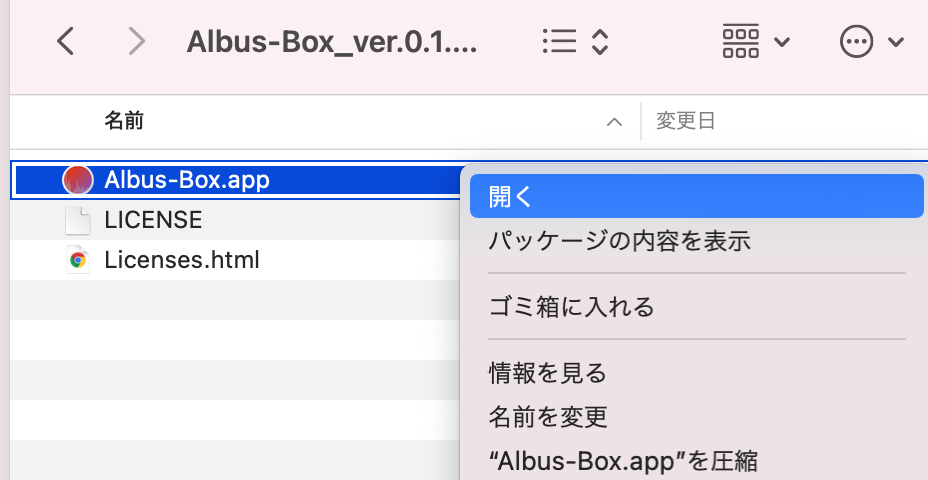 Albus-Box_ver.0.1....
名前
変更日
Albus-Box.app
LICENSE
Licenses.html
開く
パッケージの内容を表示
ゴミ箱に入れる
情報を見る
名前を変更
“Albus-Box.app”を圧縮